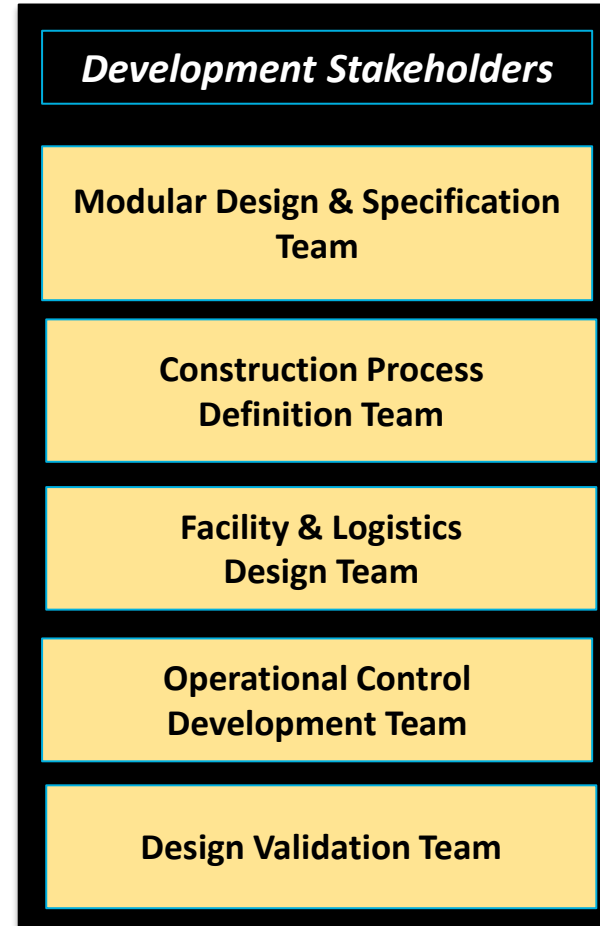 Development Stakeholders
Modular Design & Specification
Team
Construction Process
Definition Team
Facility & Logistics
Design Team
Operational Control
Development Team
Design Validation Team